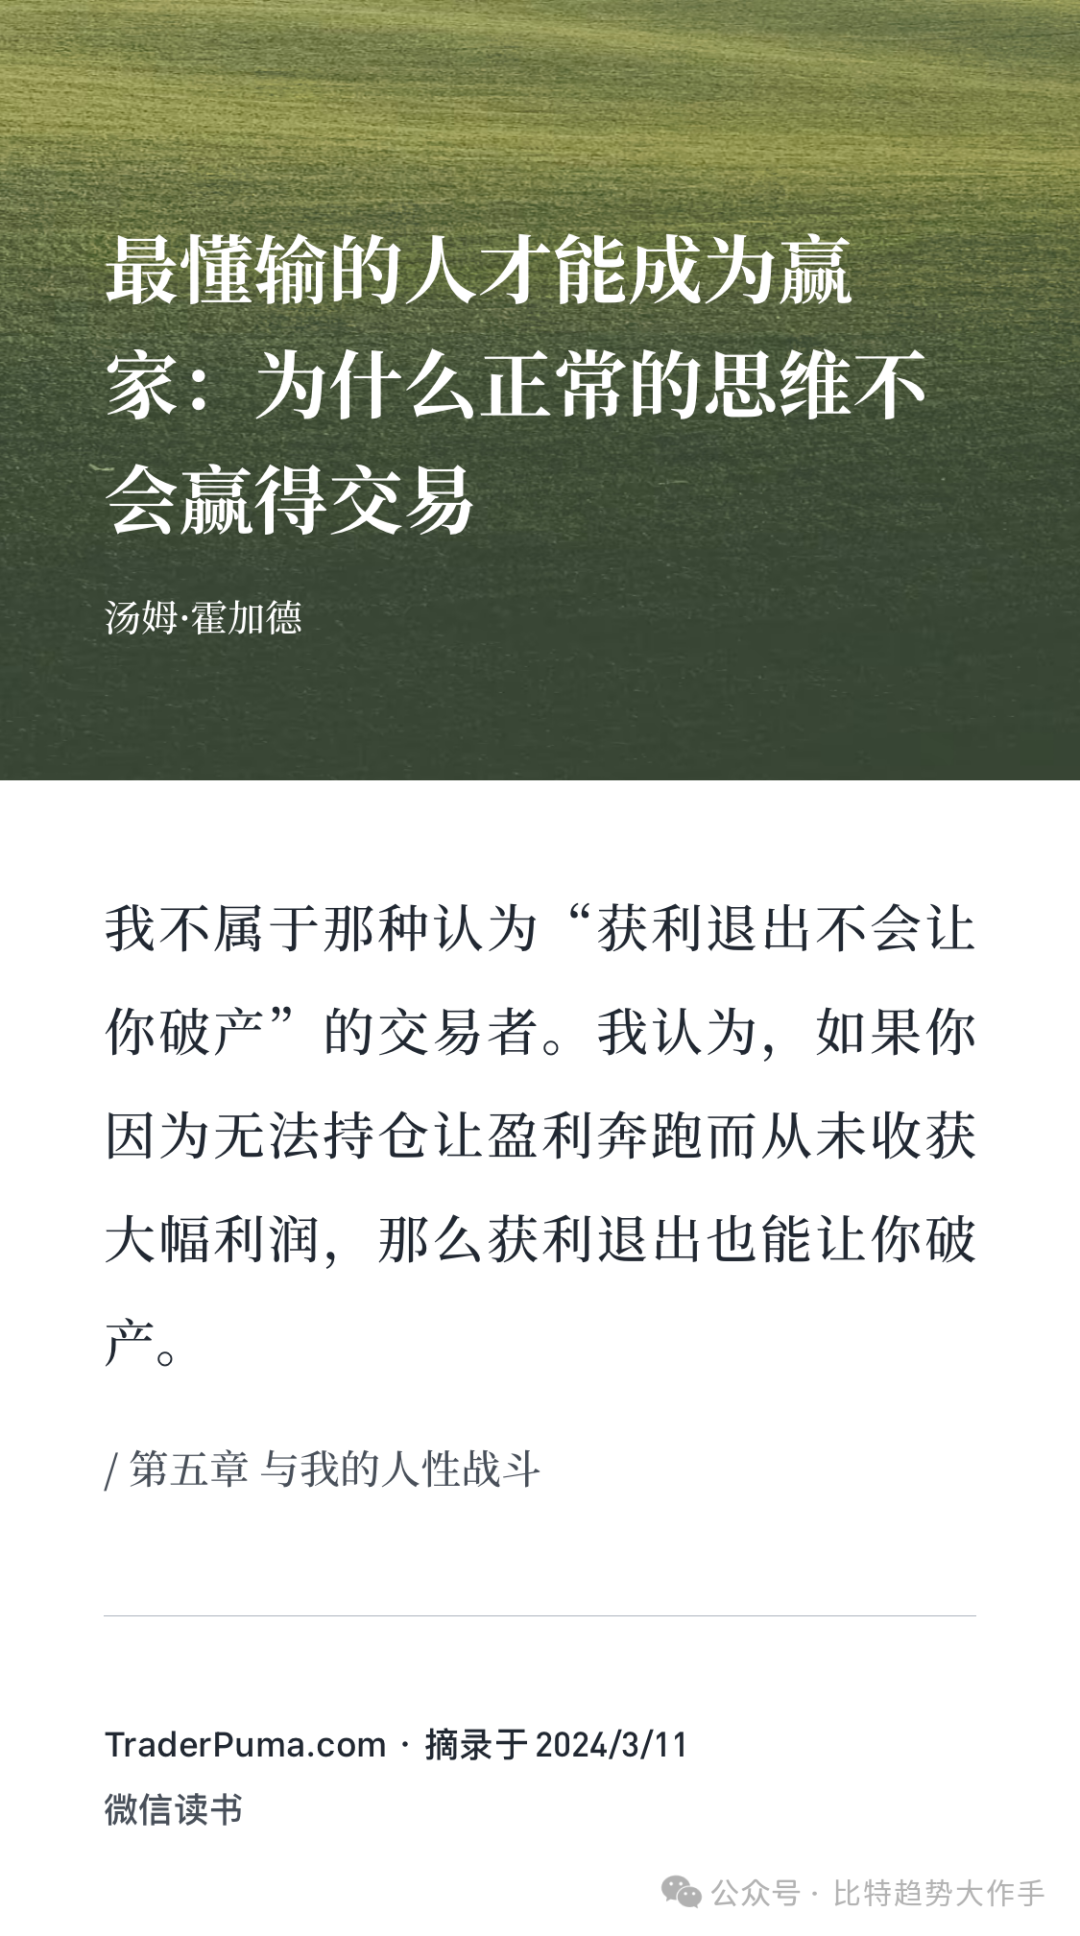 最懂输的人才能成为赢
家：为什么正常的思维不
会赢得交易
汤姆·霍加德
我不属于那种认为“获利退出不会让
你破产”的交易者。我认为，如果你
因为无法持仓让盈利奔跑而从未收获
大幅利润，那么获利退出也能让你破
产。
/ 第五章 与我的人性战斗
TraderPuma.com · 摘录于 2024/3/11
微信读书
公众号 · 比特趋势大作手